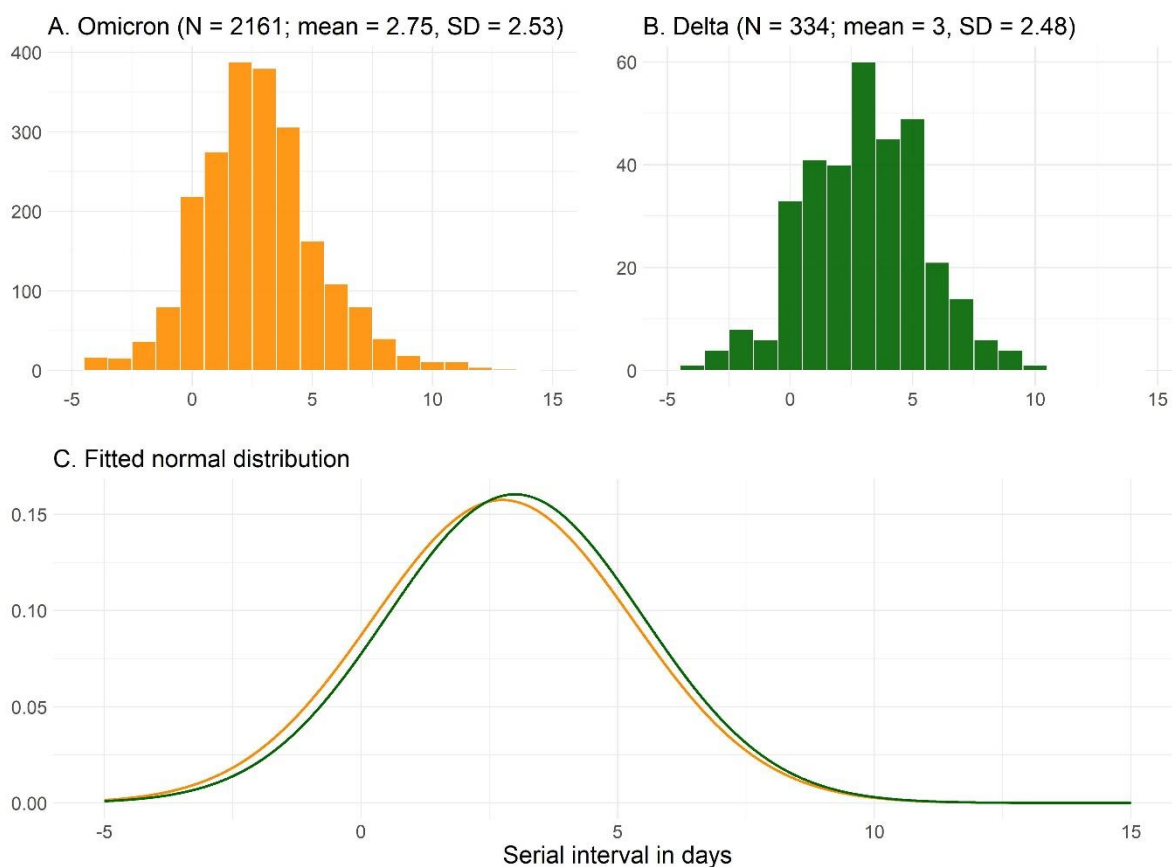 A. Omicron (N = 2161; mean = 2.75, SD = 2.53)
400
300
200
100
0
-5 0 5 10 15
B. Delta (N = 334; mean = 3, SD = 2.48)
60
40
20
0
-5 0 5 10 15
C. Fitted normal distribution
0.15
0.10
0.05
0.00
-5 0 5 10 15
Serial interval in days